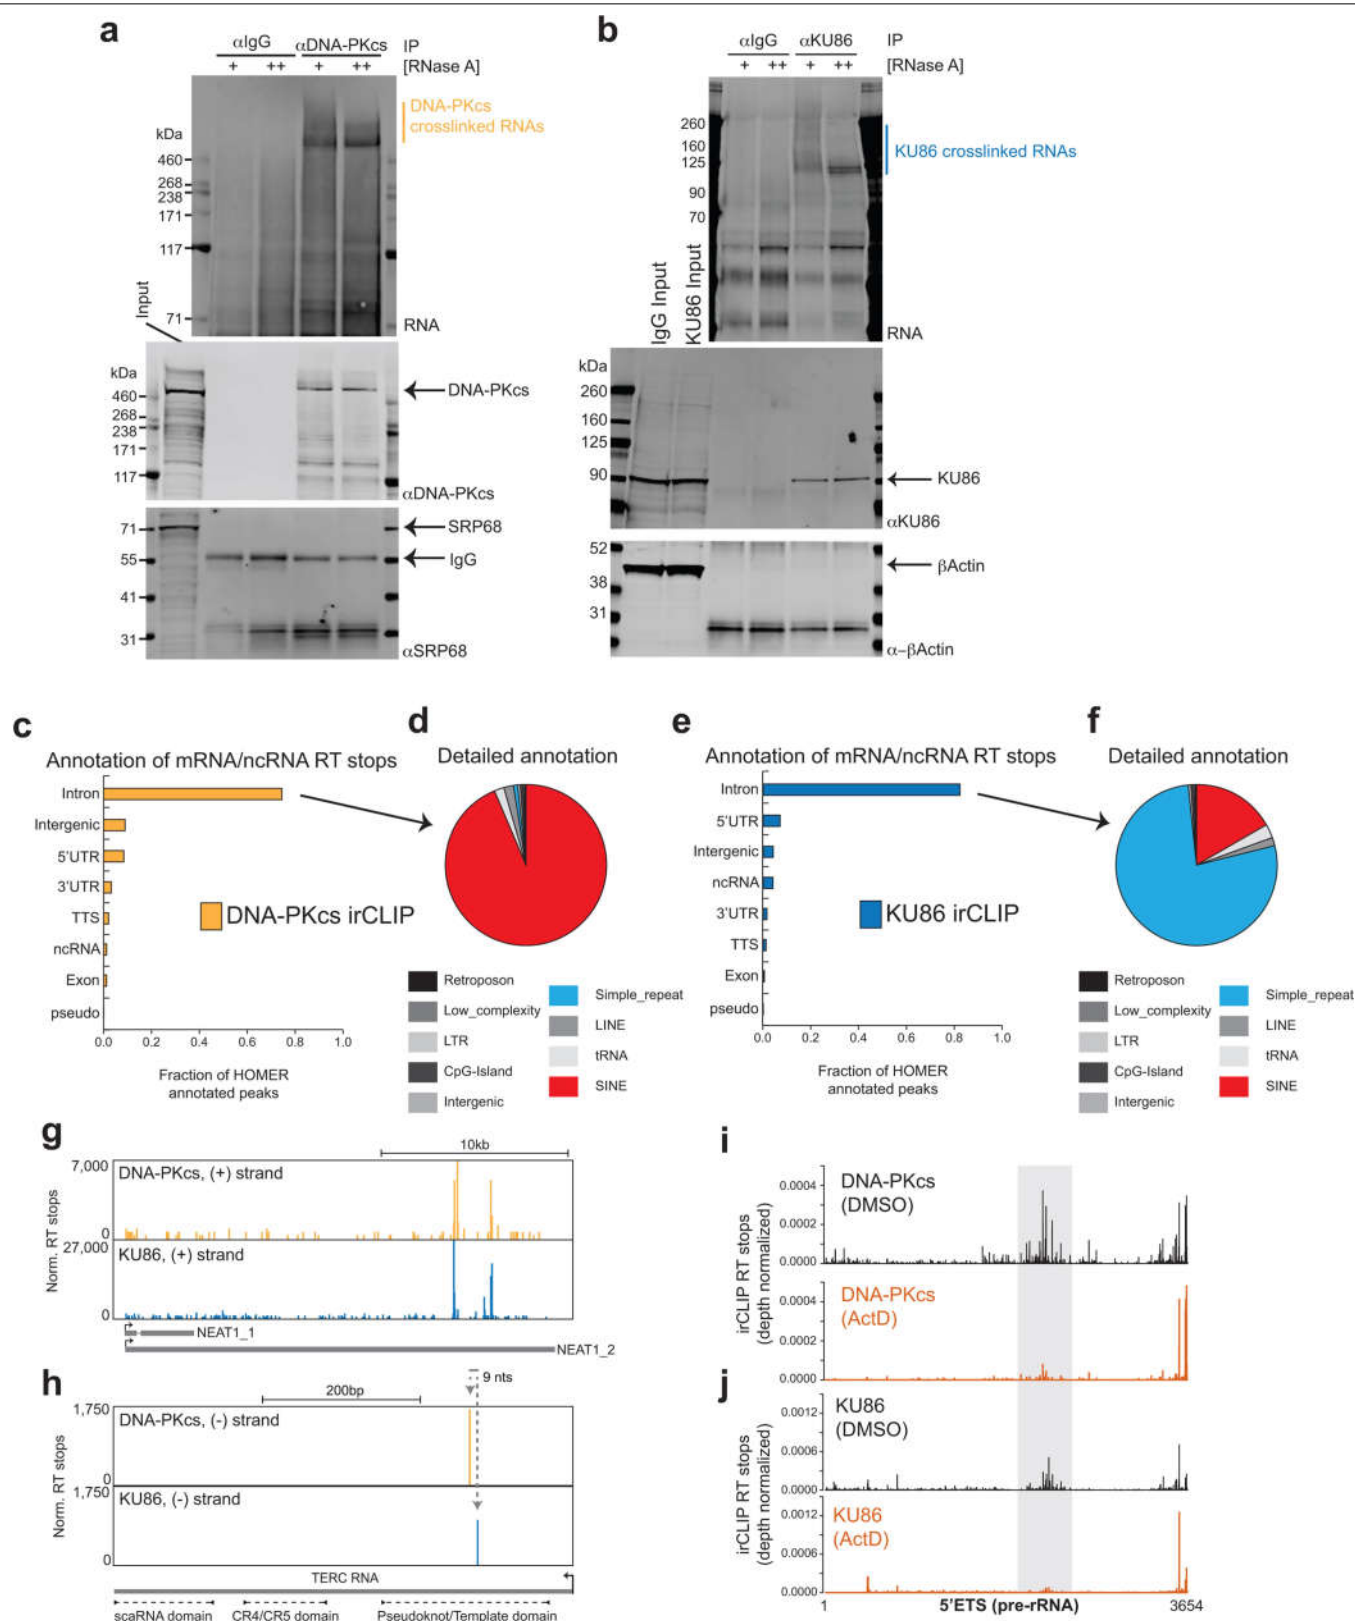 a
αIgG
αDNA-PKcs
IP
+
++
+
++
[RNase A]
DNA-PKcs
crosslinked RNAs
kDa
460
268
238
171
117
71
RNA
Input
kDa
460
268
238
171
117
DNA-PKcs
αDNA-PKcs
71
55
41
31
SRP68
IgG
αSRP68
b
αIgG
αKU86
IP
+
++
+
++
[RNase A]
260
160
125
90
70
KU86 crosslinked RNAs
IgG Input
KU86 Input
RNA
kDa
260
160
125
90
KU86
αKU86
52
38
31
βActin
α-βActin
c
Annotation of mRNA/ncRNA RT stops
Intron
Intergenic
5'UTR
3'UTR
TTS
ncRNA
Exon
pseudo
DNA-PKcs irCLIP
0.0
0.2
0.4
0.6
0.8
1.0
Fraction of HOMER
annotated peaks
d
Detailed annotation
Retroposon
Low_complexity
LTR
CpG-Island
Intergenic
Simple_repeat
LINE
tRNA
SINE
e
Annotation of mRNA/ncRNA RT stops
Intron
5'UTR
Intergenic
ncRNA
3'UTR
TTS
Exon
pseudo
KU86 irCLIP
0.0
0.2
0.4
0.6
0.8
1.0
Fraction of HOMER
annotated peaks
f
Detailed annotation
Retroposon
Low_complexity
LTR
CpG-Island
Intergenic
Simple_repeat
LINE
tRNA
SINE
g
10kb
Norm. RT stops
7,000
DNA-PKcs, (+) strand
0
27,000
KU86, (+) strand
0
NEAT1_1
NEAT1_2
h
9 nts
200bp
Norm. RT stops
1,750
DNA-PKcs, (-) strand
0
1,750
KU86, (-) strand
0
TERC RNA
scaRNA domain
CR4/CR5 domain
Pseudoknot/Template domain
i
irCLIP RT stops
(depth normalized)
DNA-PKcs
(DMSO)
0.0004
0.0002
0.0000
DNA-PKcs
(ActD)
0.0004
0.0002
0.0000
j
irCLIP RT stops
(depth normalized)
KU86
(DMSO)
0.0012
0.0006
0.0000
KU86
(ActD)
0.0012
0.0006
0.0000
1
5'ETS (pre-rRNA)
3654